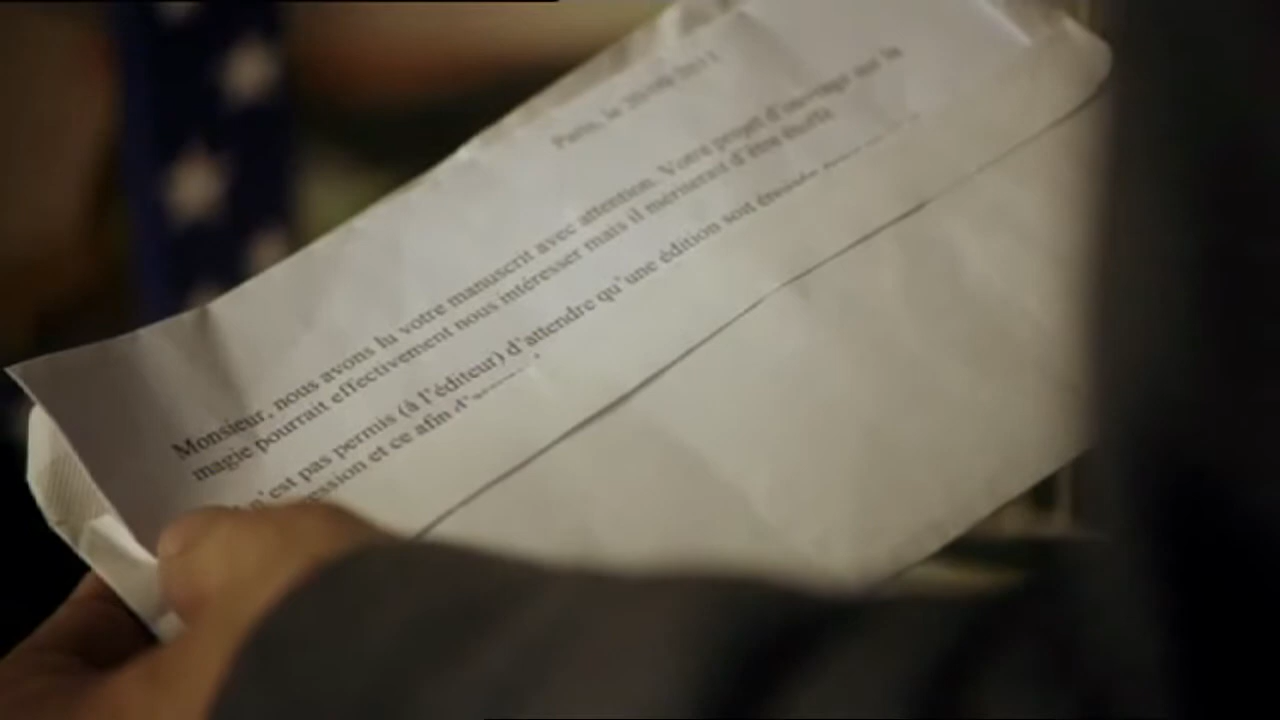 Paris, le
Monsieur, nous avons lu votre manuscrit avec attention. Votre projet d'ouvrage sur la
magie pourrait effectivement nous intéresser mais il mériterait d'être étoffé
n'est pas permis (à l'éditeur) d'attendre qu'une édition soit épuisée
ession et ce afin